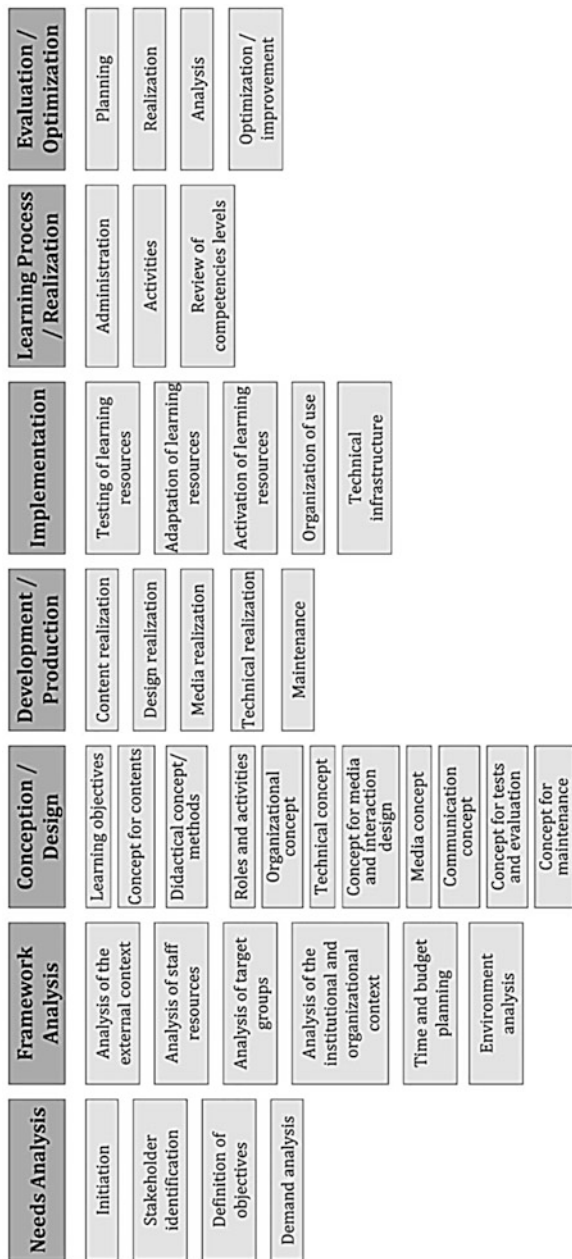 Needs Analysis
Initiation
Stakeholder
identification
Definition of
objectives
Demand analysis
Framework
Analysis
Analysis of the
external context
Analysis of staff
resources
Analysis of target
groups
Analysis of the
institutional and
organizational
context
Time and budget
planning
Environment
analysis
Conception /
Design
Learning objectives
Concept for contents
Didactical concept/
methods
Roles and activities
Organizational
concept
Technical concept
Concept for media
and interaction
design
Media concept
Communication
concept
Concept for tests
and evaluation
Concept for
maintenance
Development /
Production
Content realization
Design realization
Media realization
Technical realization
Maintenance
Implementation
Testing of learning
resources
Adaptation of learning
resources
Activation of learning
resources
Organization of use
Technical
infrastructure
Learning Process
/ Realization
Administration
Activities
Review of
competencies levels
Evaluation /
Optimization
Planning
Realization
Analysis
Optimization /
improvement